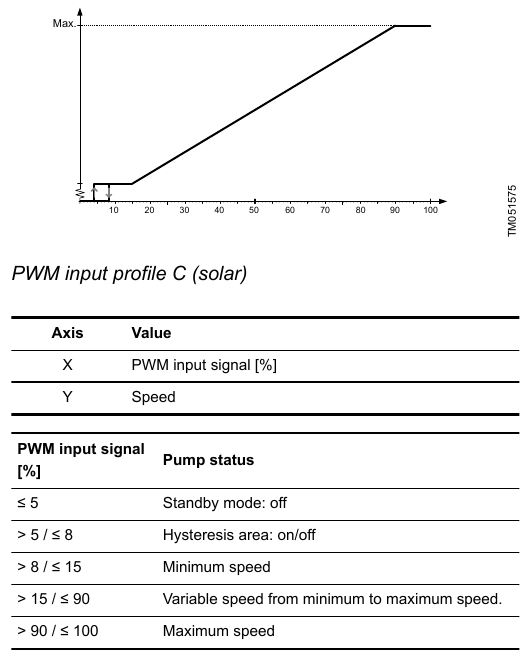 Max.
10 20 30 40 50 60 70 80 90 100
TM051575
PWM input profile C (solar)
Axis Value
X PWM input signal [%]
Y Speed
PWM input signal
[%] Pump status
≤ 5 Standby mode: off
> 5 / ≤ 8 Hysteresis area: on/off
> 8 / ≤ 15 Minimum speed
> 15 / ≤ 90 Variable speed from minimum to maximum speed.
> 90 / ≤ 100 Maximum speed